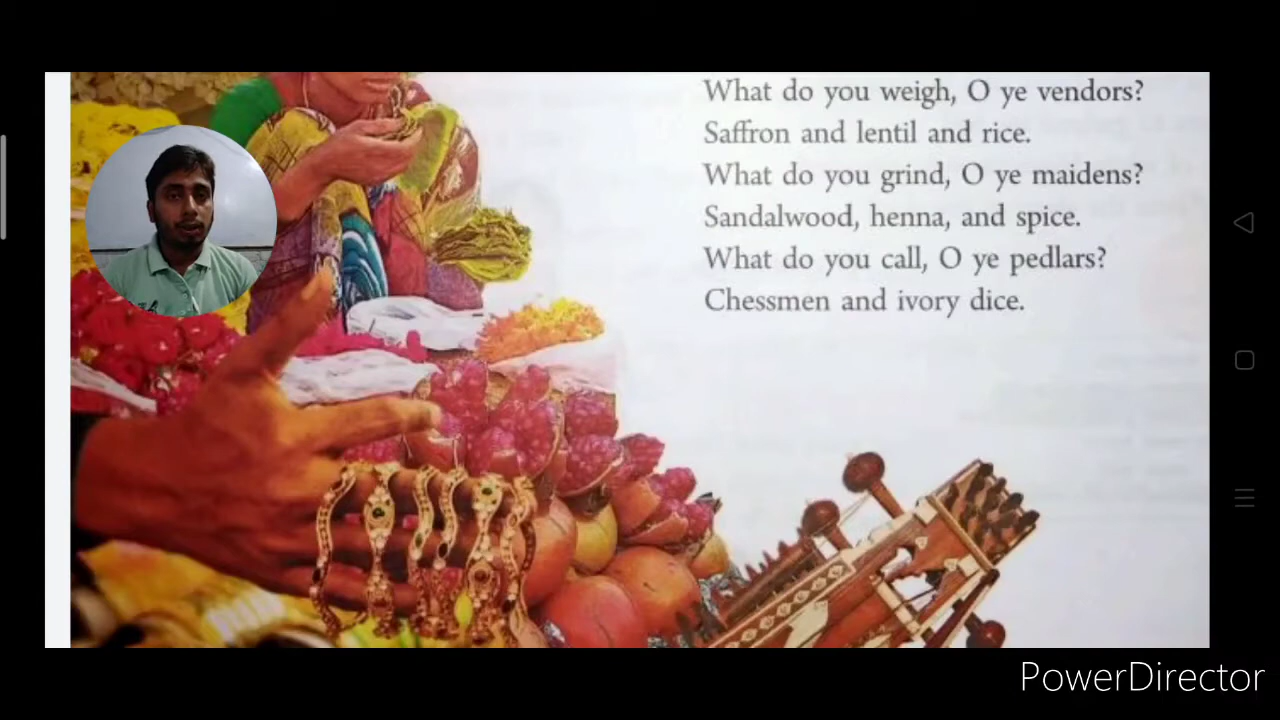 What do you weigh, O ye vendors?
Saffron and lentil and rice.
What do you grind, O ye maidens?
Sandalwood, henna, and spice.
What do you call, O ye pedlars?
Chessmen and ivory dice.
PowerDirector